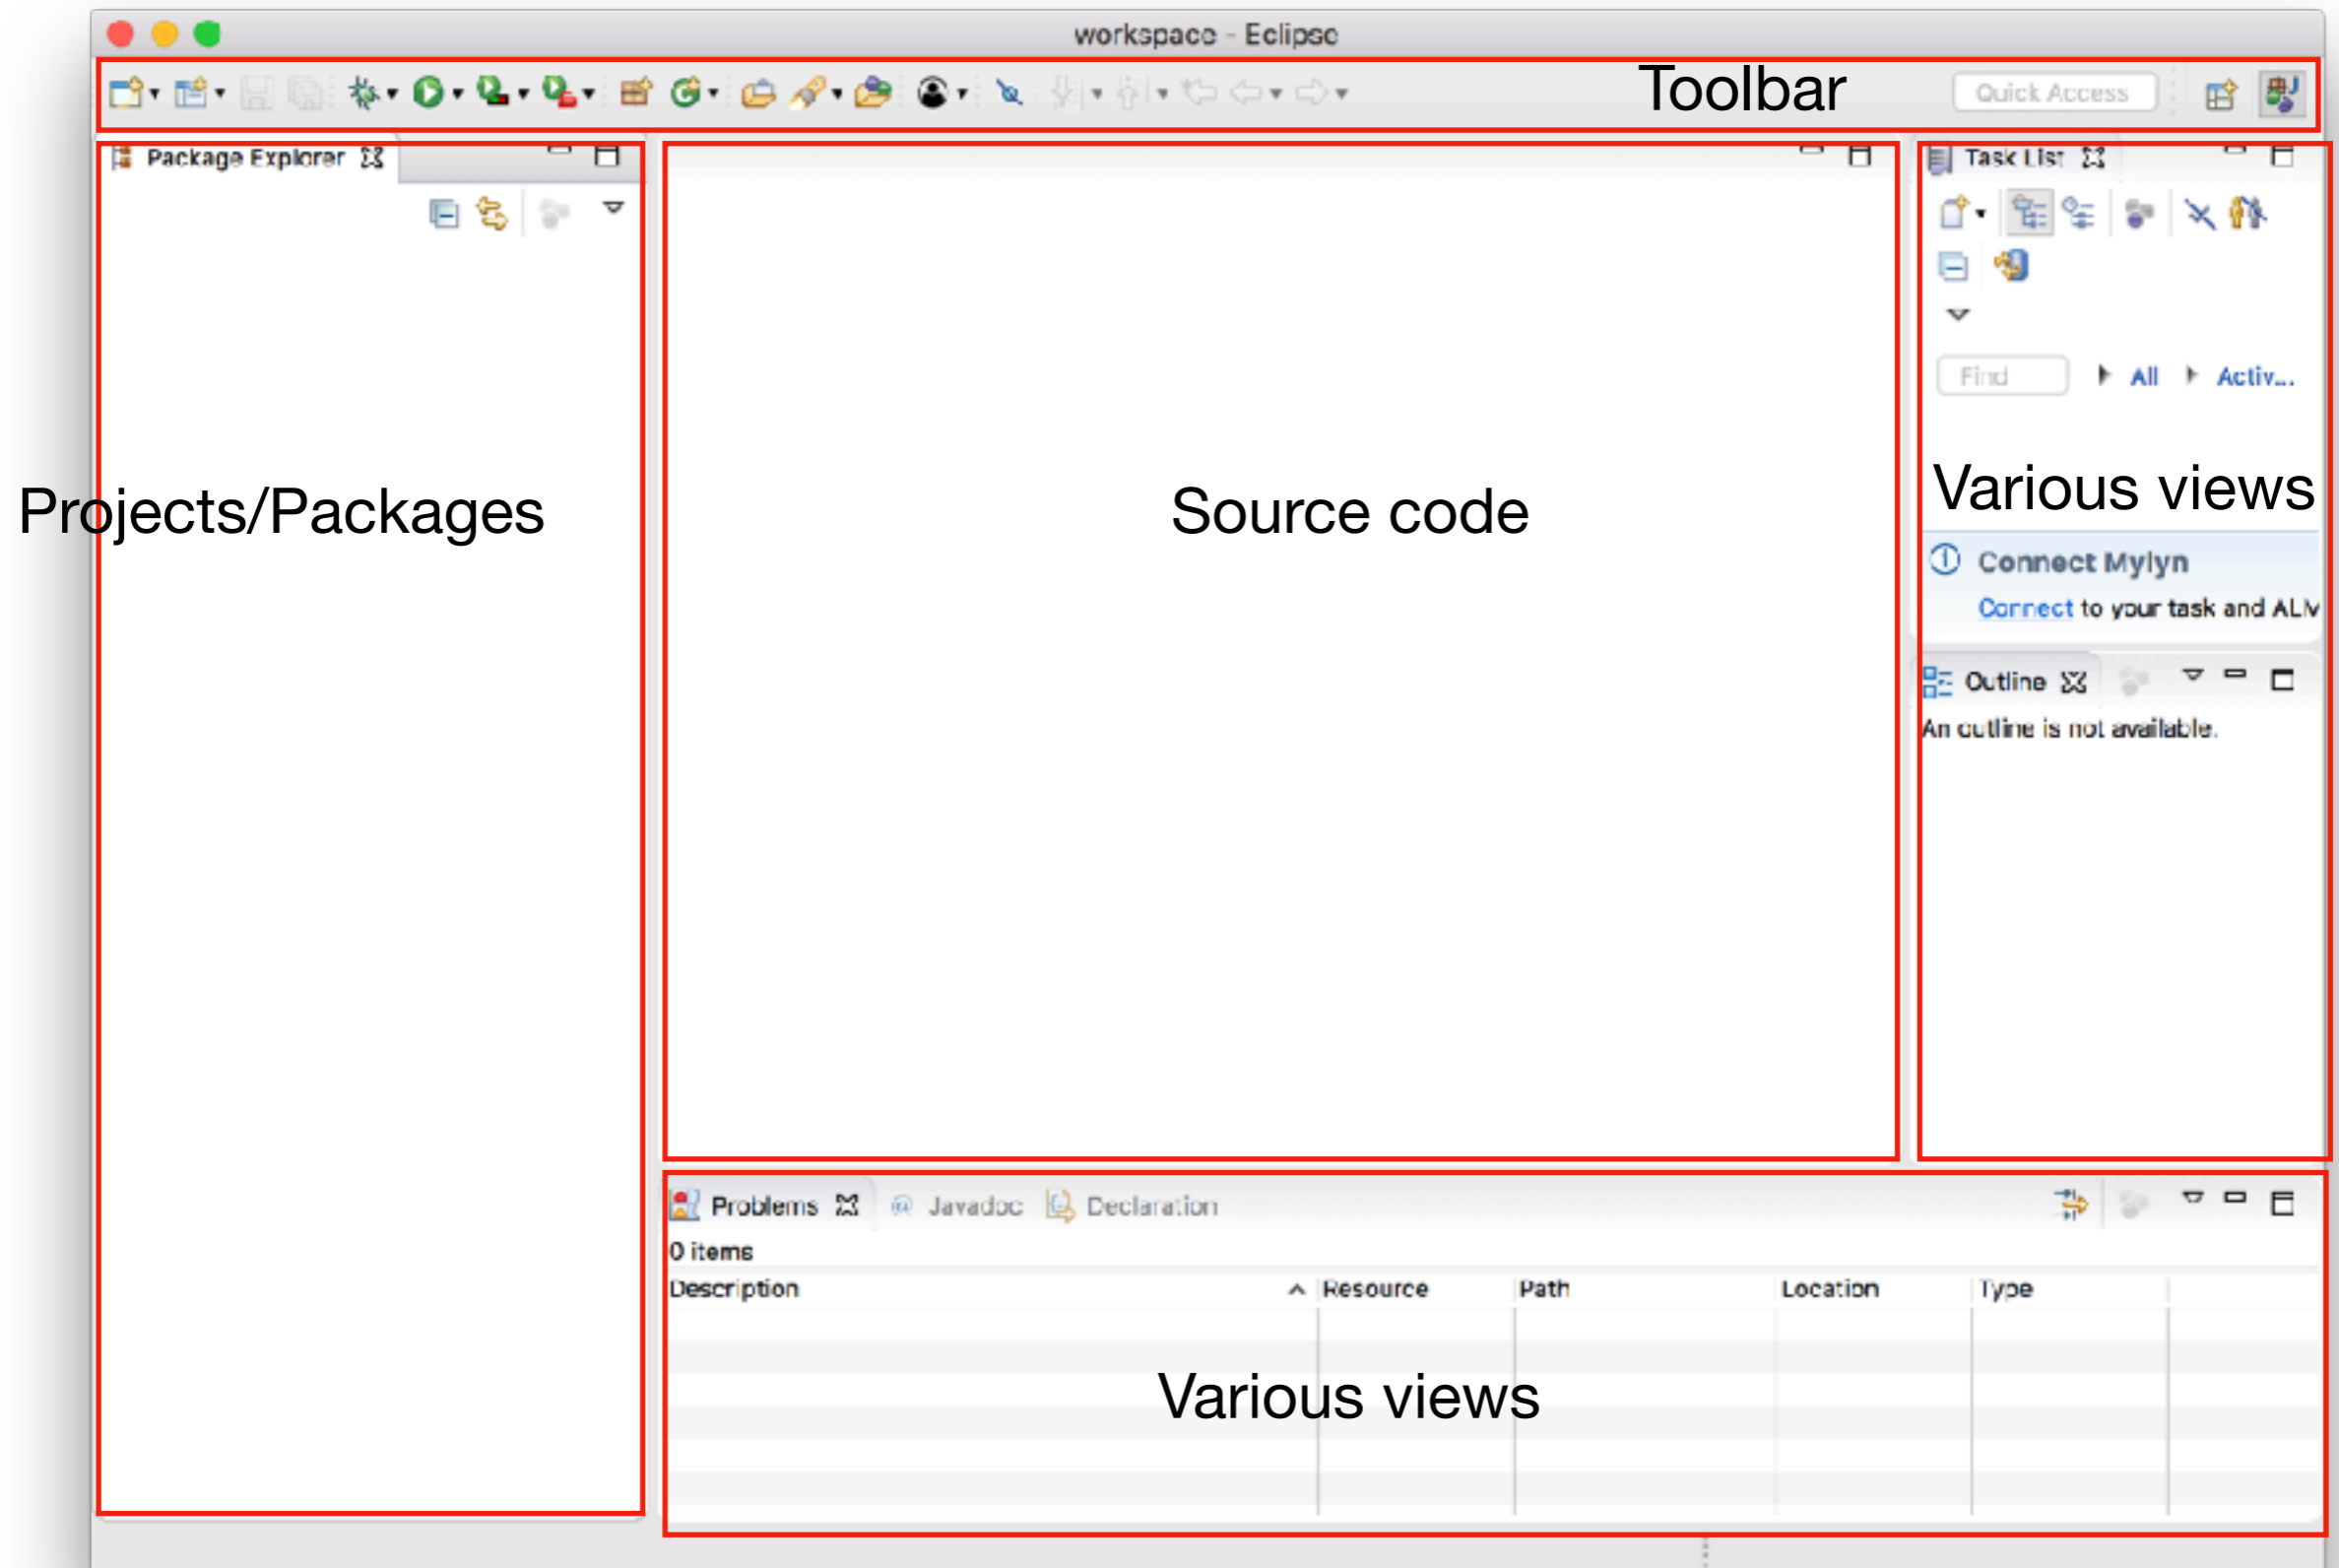 workspace - Eclipse
Toolbar
Quick Access
Package Explorer
Projects/Packages
Source code
Task List
Find
All
Activ...
Various views
Connect Mylyn
Connect to your task and ALM
Outline
An outline is not available.
Problems
@ Javadoc
Declaration
0 items
Description
Resource
Path
Location
Type
Various views